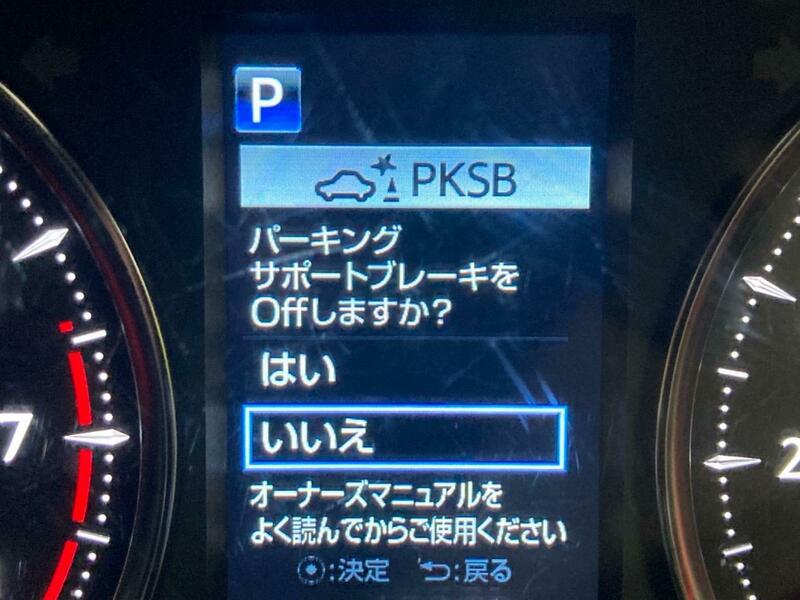 P
PKSB
パーキング
サポートブレーキを
Offしますか?
はい
いいえ
オーナーズマニュアルを
よく読んでからご使用ください
:決定 :戻る
7
2